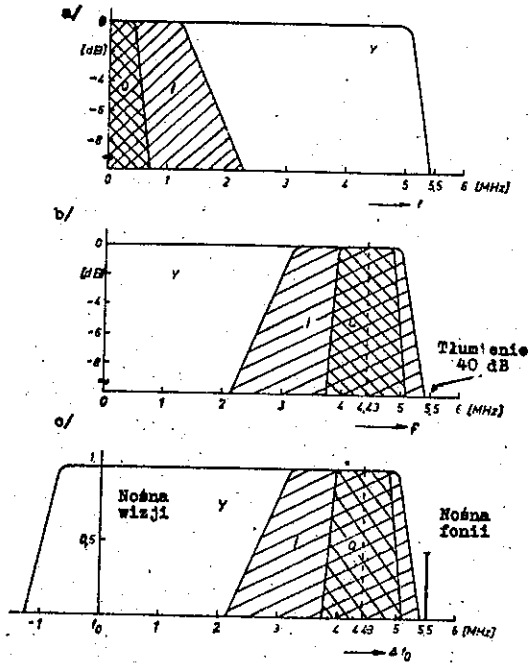 a/
0
[dB]
-4
-6
-8
Q
I
Y
0 1 2 3 4 5 5,5 6 [MHz]
f
b/
0
[dB]
-4
-6
-8
Y
I
Q
Tłumienie
40 dB
2 3 4 4,43 5 5,5 6 [MHz]
f
c/
1
0,5
Nośna
wizji
Y
I
Q
Nośna
fonii
-1 f₀ 1 2 3 4 4,43 5 5,5 6 [MHz]
Δf₀